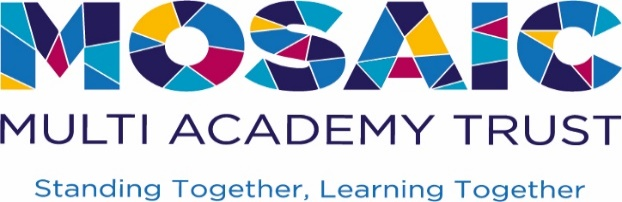 MOSAIC
MULTI ACADEMY TRUST
Standing Together, Learning Together